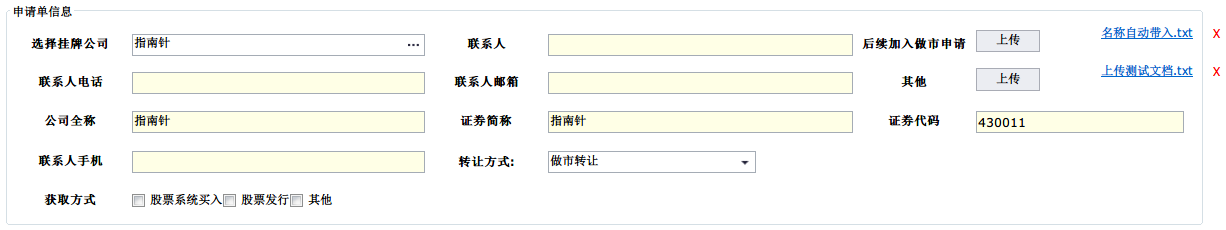 申请单信息
选择挂牌公司 指南针 ... 联系人 后续加入做市申请 上传 名称自动带入.txt X
联系人电话 联系人邮箱 其他 上传 上传测试文档.txt X
公司全称 指南针 证券简称 指南针 证券代码 430011
联系人手机 转让方式: 做市转让
获取方式 股票系统买入 股票发行 其他